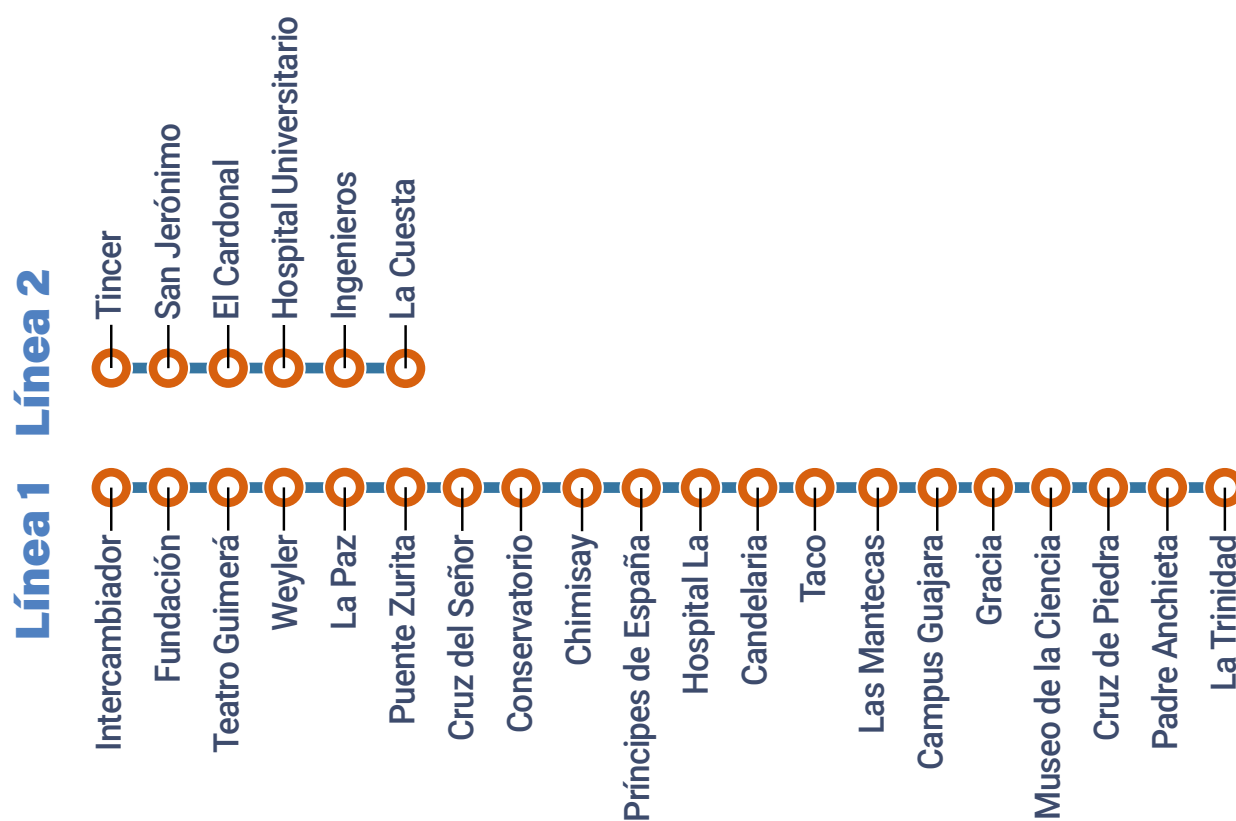 Línea 2
Tincer
San Jerónimo
El Cardonal
Hospital Universitario
Ingenieros
La Cuesta
Línea 1
Intercambiador
Fundación
Teatro Guimerá
Weyler
La Paz
Puente Zurita
Cruz del Señor
Conservatorio
Chimisay
Príncipes de España
Hospital La
Candelaria
Taco
Las Mantecas
Campus Guajara
Gracia
Museo de la Ciencia
Cruz de Piedra
Padre Anchieta
La Trinidad